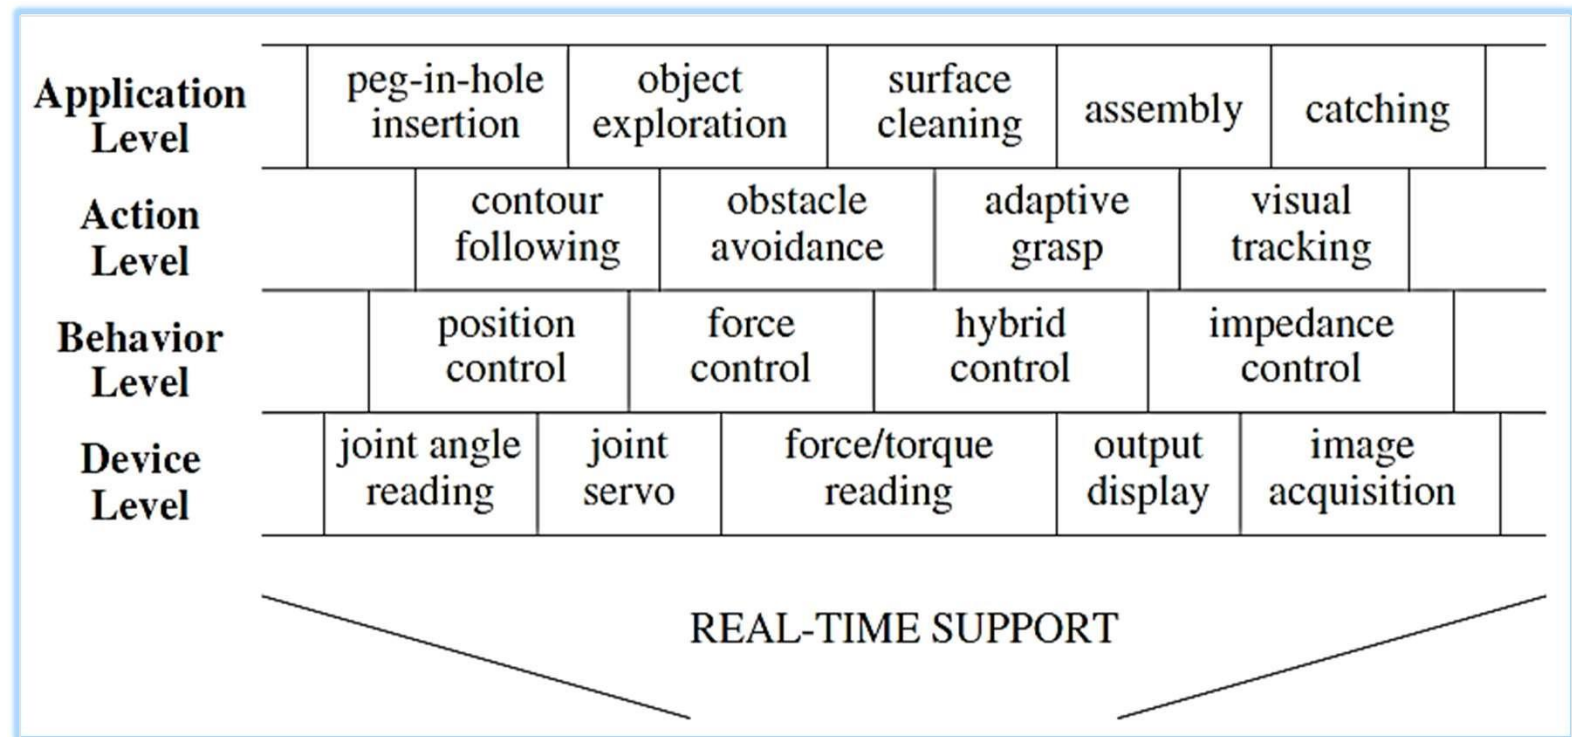 Application
Level
peg-in-hole
insertion
object
exploration
surface
cleaning
assembly
catching
Action
Level
contour
following
obstacle
avoidance
adaptive
grasp
visual
tracking
Behavior
Level
position
control
force
control
hybrid
control
impedance
control
Device
Level
joint angle
reading
joint
servo
force/torque
reading
output
display
image
acquisition
REAL-TIME SUPPORT